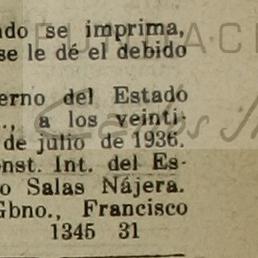 do se imprima,
se le dé el debido
erno del Estado
., a los veinti-
de julio de 1936.
onst. Int. del Es-
o Salas Nájera.
Gbno., Francisco
1345 31